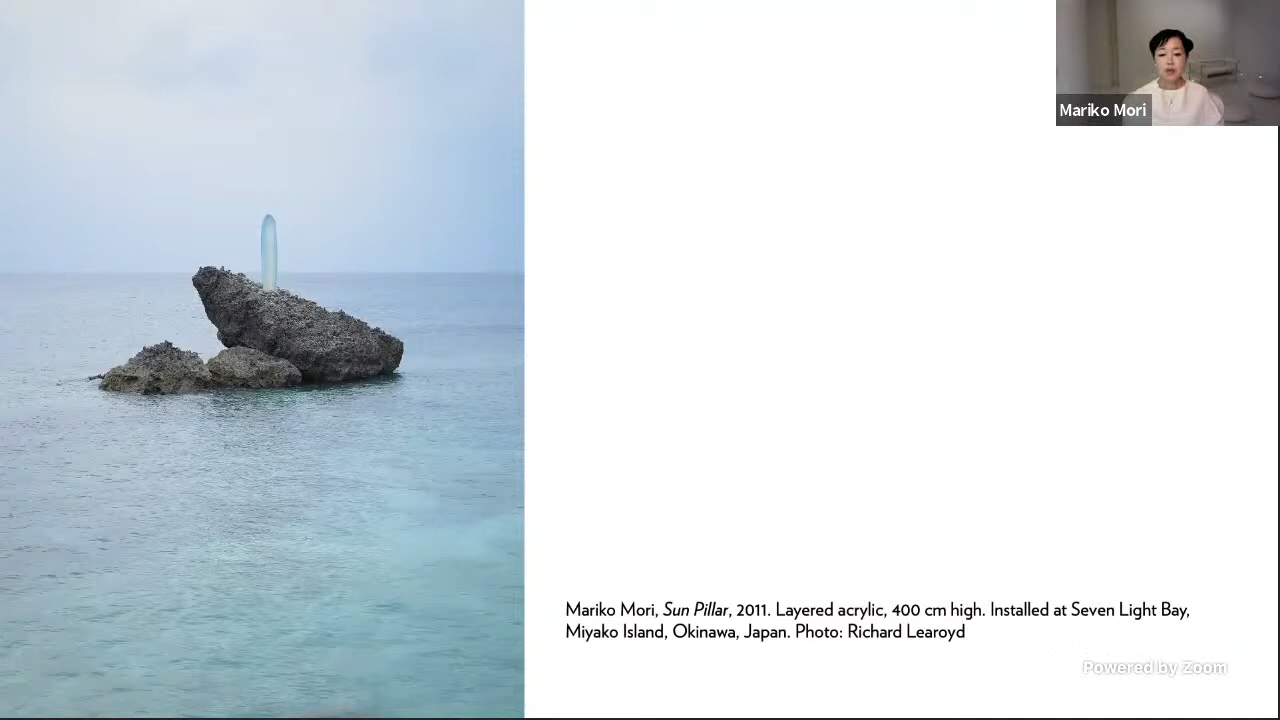 Mariko Mori
Mariko Mori, Sun Pillar, 2011. Layered acrylic, 400 cm high. Installed at Seven Light Bay,
Miyako Island, Okinawa, Japan. Photo: Richard Learoyd
Powered by Zoom